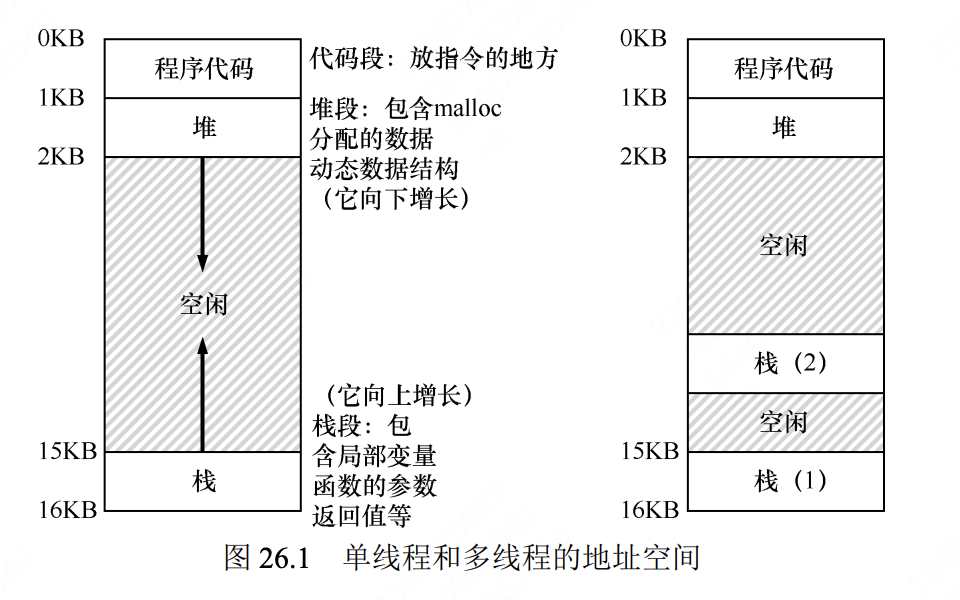 0KB
程序代码
代码段：放指令的地方
1KB
堆
堆段：包含malloc
分配的数据
动态数据结构
（它向下增长）
2KB
空闲
（它向上增长）
栈段：包
含局部变量
函数的参数
返回值等
15KB
栈
16KB
0KB
程序代码
1KB
堆
2KB
空闲
栈（2）
空闲
15KB
栈（1）
16KB
图 26.1 单线程和多线程的地址空间